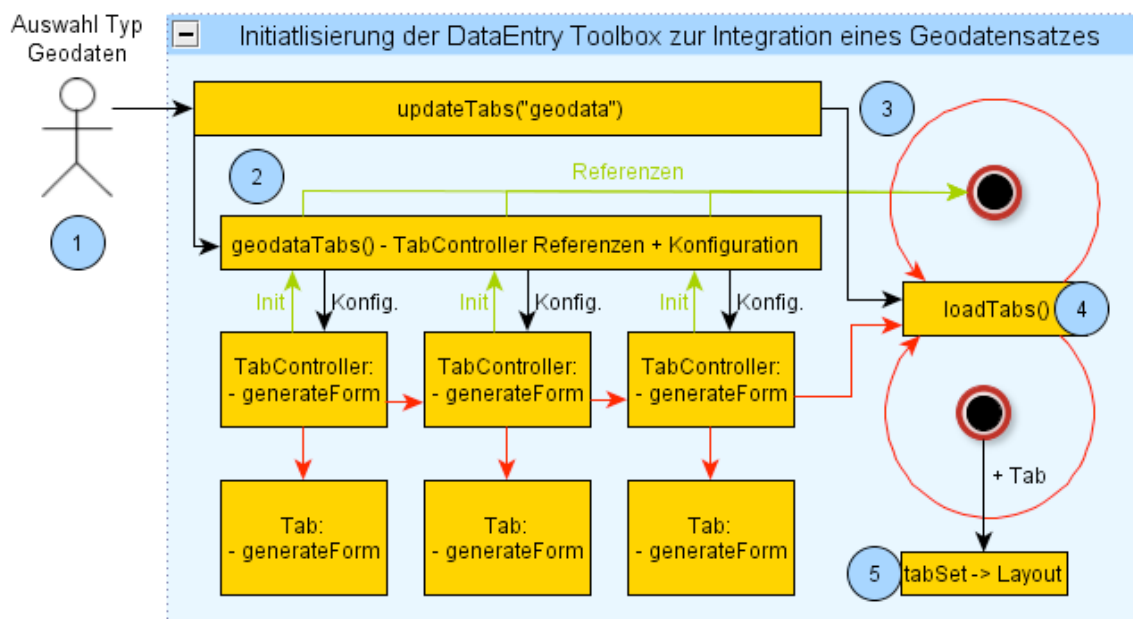 Auswahl Typ
Geodaten
Initiatlisierung der DataEntry Toolbox zur Integration eines Geodatensatzes
updateTabs("geodata")
3
2
Referenzen
1
geodataTabs() - TabController Referenzen + Konfiguration
Init
Konfig.
Init
Konfig.
Init
Konfig.
loadTabs()
4
TabController:
- generateForm
TabController:
- generateForm
TabController:
- generateForm
+ Tab
Tab:
- generateForm
Tab:
- generateForm
Tab:
- generateForm
5
tabSet -> Layout